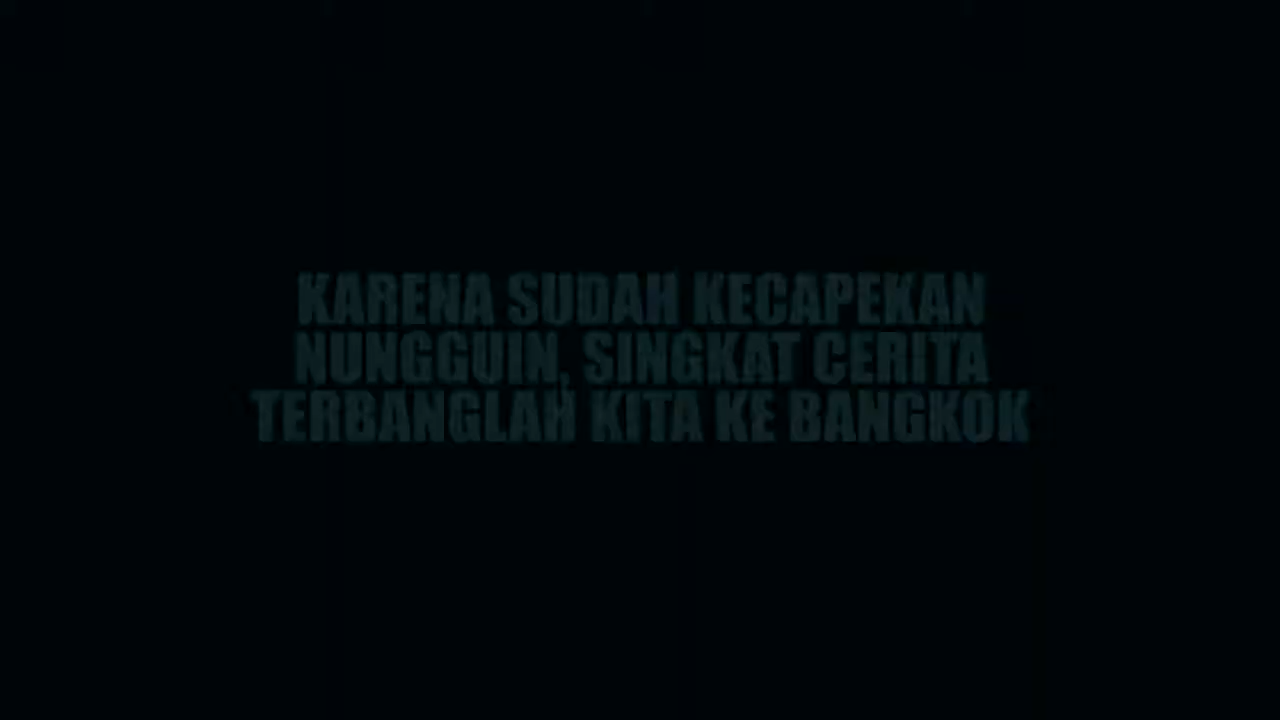 KARENA SUDAH KECAPEKAN
NUNGGUIN, SINGKAT CERITA
TERBANGLAH KITA KE BANGKOK